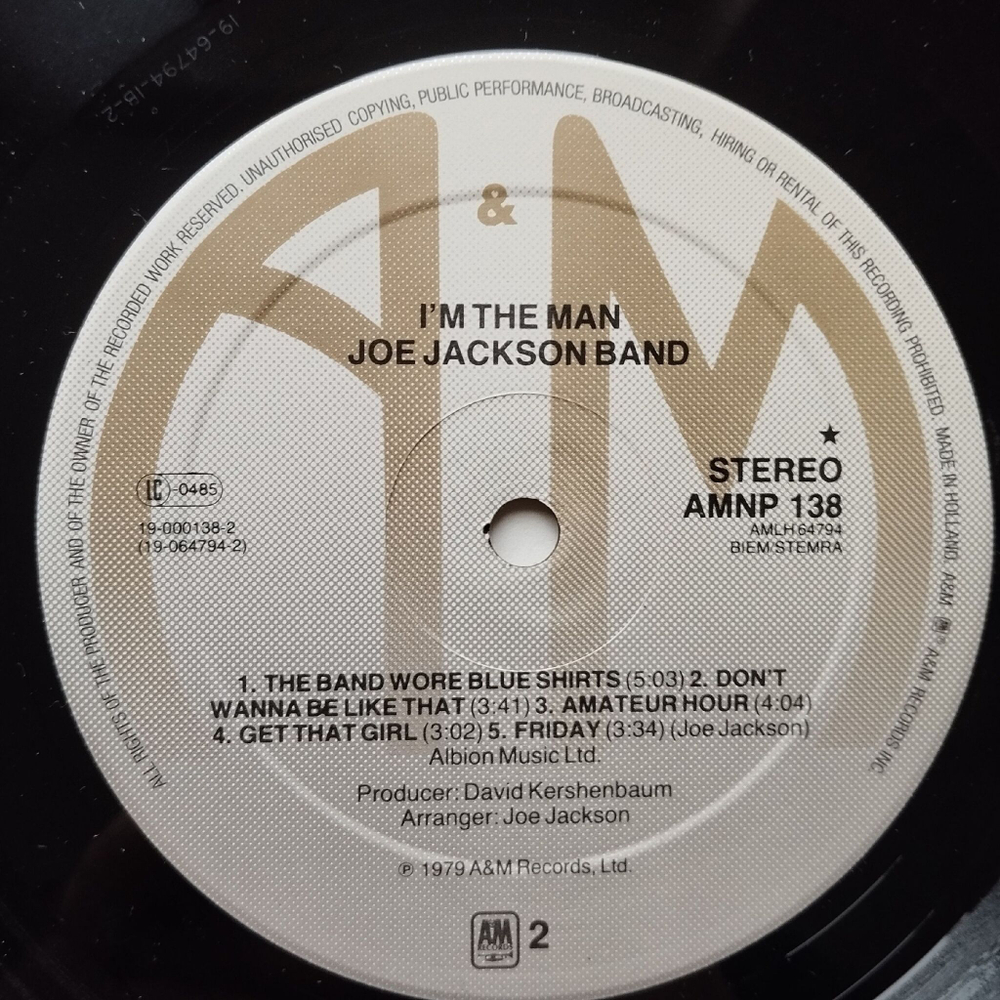 19-64794-1B-2
ALL RIGHTS OF THE PRODUCER AND OF THE OWNER OF THE RECORDED WORK RESERVED. UNAUTHORISED COPYING, PUBLIC PERFORMANCE, BROADCASTING, HIRING OR RENTAL OF THIS RECORDING PROHIBITED. MADE IN HOLLAND. A&M ® A&M RECORDS INC.
A & M
I'M THE MAN
JOE JACKSON BAND
★
STEREO
AMNP 138
AMLH 64794
BIEM/STEMRA
LC-0485
19-000138-2
(19-064794-2)
1. THE BAND WORE BLUE SHIRTS (5:03) 2. DON'T
WANNA BE LIKE THAT (3:41) 3. AMATEUR HOUR (4:04)
4. GET THAT GIRL (3:02) 5. FRIDAY (3:34) (Joe Jackson)
Albion Music Ltd.
Producer: David Kershenbaum
Arranger: Joe Jackson
℗ 1979 A&M Records, Ltd.
A&M RECORDS 2